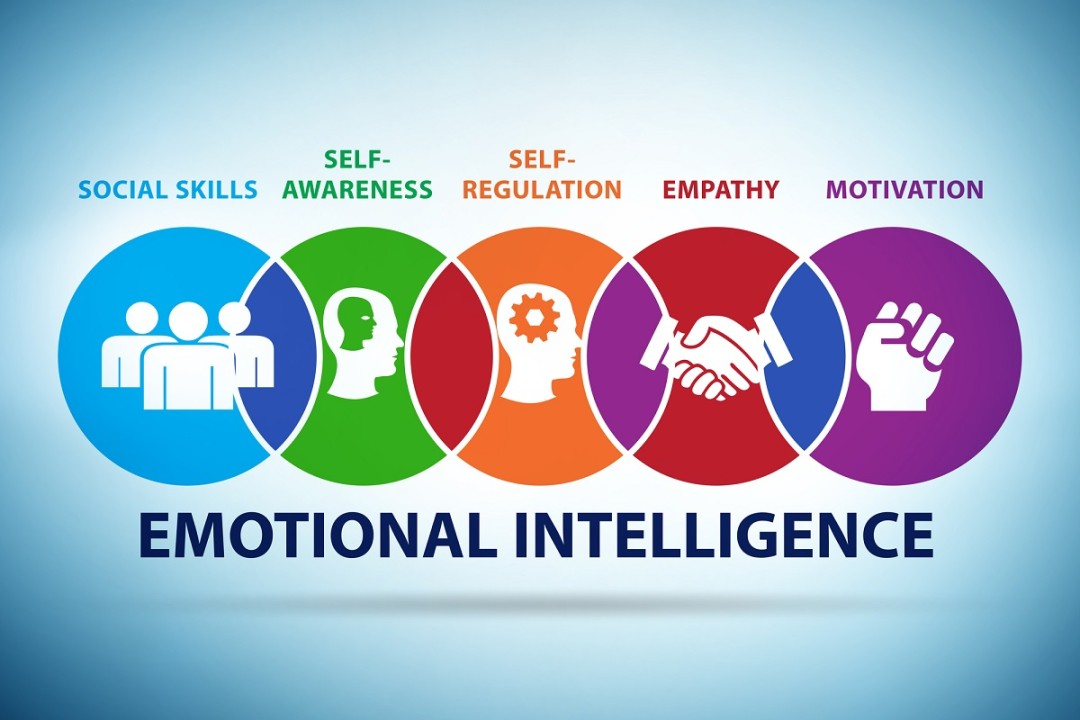 SOCIAL SKILLS
SELF-
AWARENESS
SELF-
REGULATION
EMPATHY
MOTIVATION
EMOTIONAL INTELLIGENCE